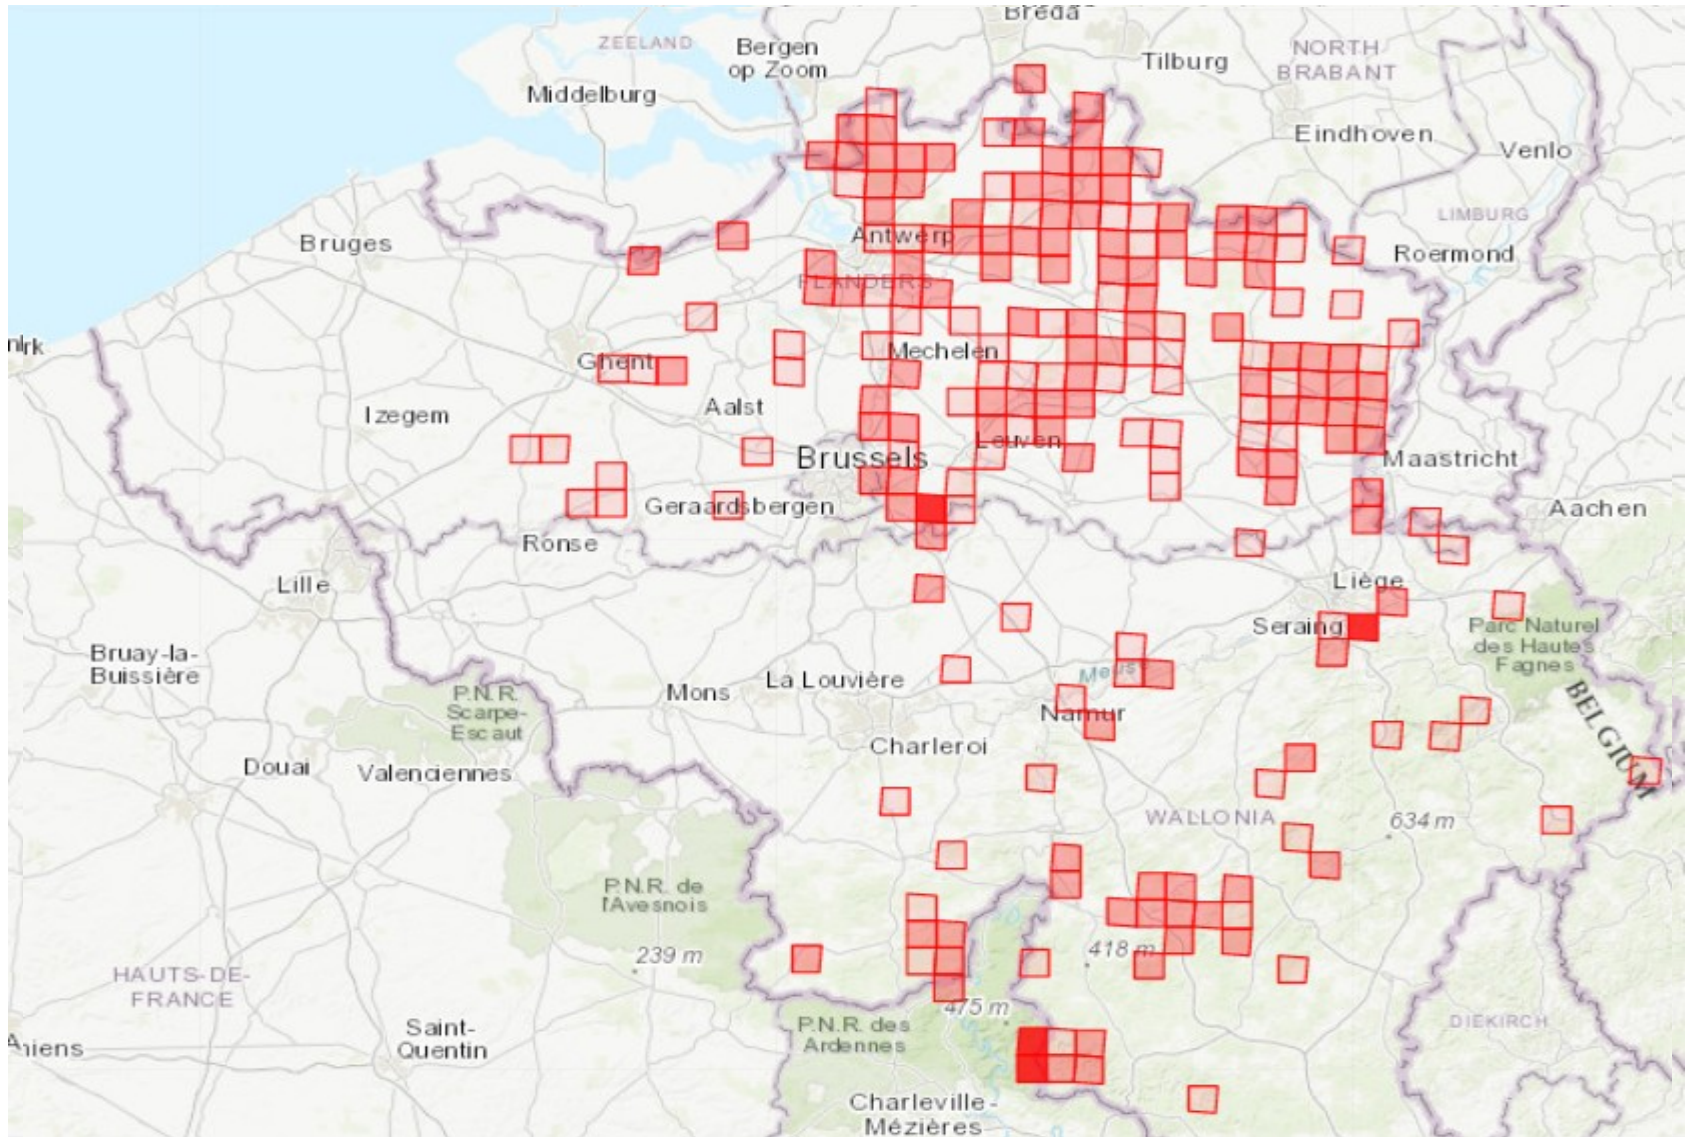 Breda
ZEELAND
Bergen
op Zoom
Tilburg
NORTH
BRABANT
Middelburg
Eindhoven
Venlo
LIMBURG
Bruges
Antwerp
Roermond
FLANDERS
Ghent
Mechelen
Izegem
Aalst
Leuven
Brussels
Maastricht
Geraardsbergen
Aachen
Ronse
Lille
Liège
Seraing
Parc Naturel
des Hautes
Fagnes
Bruay-la-
Buissière
Meuse
La Louvière
Mons
P.N.R.
Scarpe-
Escaut
Namur
BELGIUM
Charleroi
Douai
Valenciennes
WALLONIA
634 m
P.N.R. de
l'Avesnois
418 m
239 m
HAUTS-DE-
FRANCE
475 m
P.N.R. des
Ardennes
DIEKIRCH
Saint-
Quentin
Charleville-
Mézières